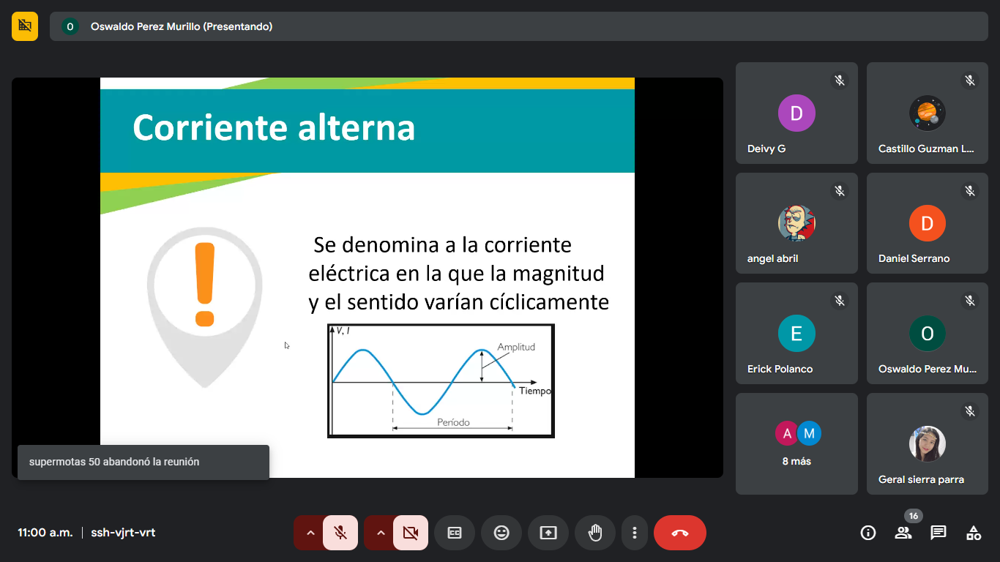 O Oswaldo Perez Murillo (Presentando)
Corriente alterna
Se denomina a la corriente
eléctrica en la que la magnitud
y el sentido varían cíclicamente
V, I
Amplitud
Tiempo
Período
supermotas 50 abandonó la reunión
D
Deivy G
Castillo Guzman L...
angel abril
D
Daniel Serrano
E
Erick Polanco
O
Oswaldo Perez Mu...
A M
8 más
Geral sierra parra
11:00 a.m. | ssh-vjrt-vrt
CC
16